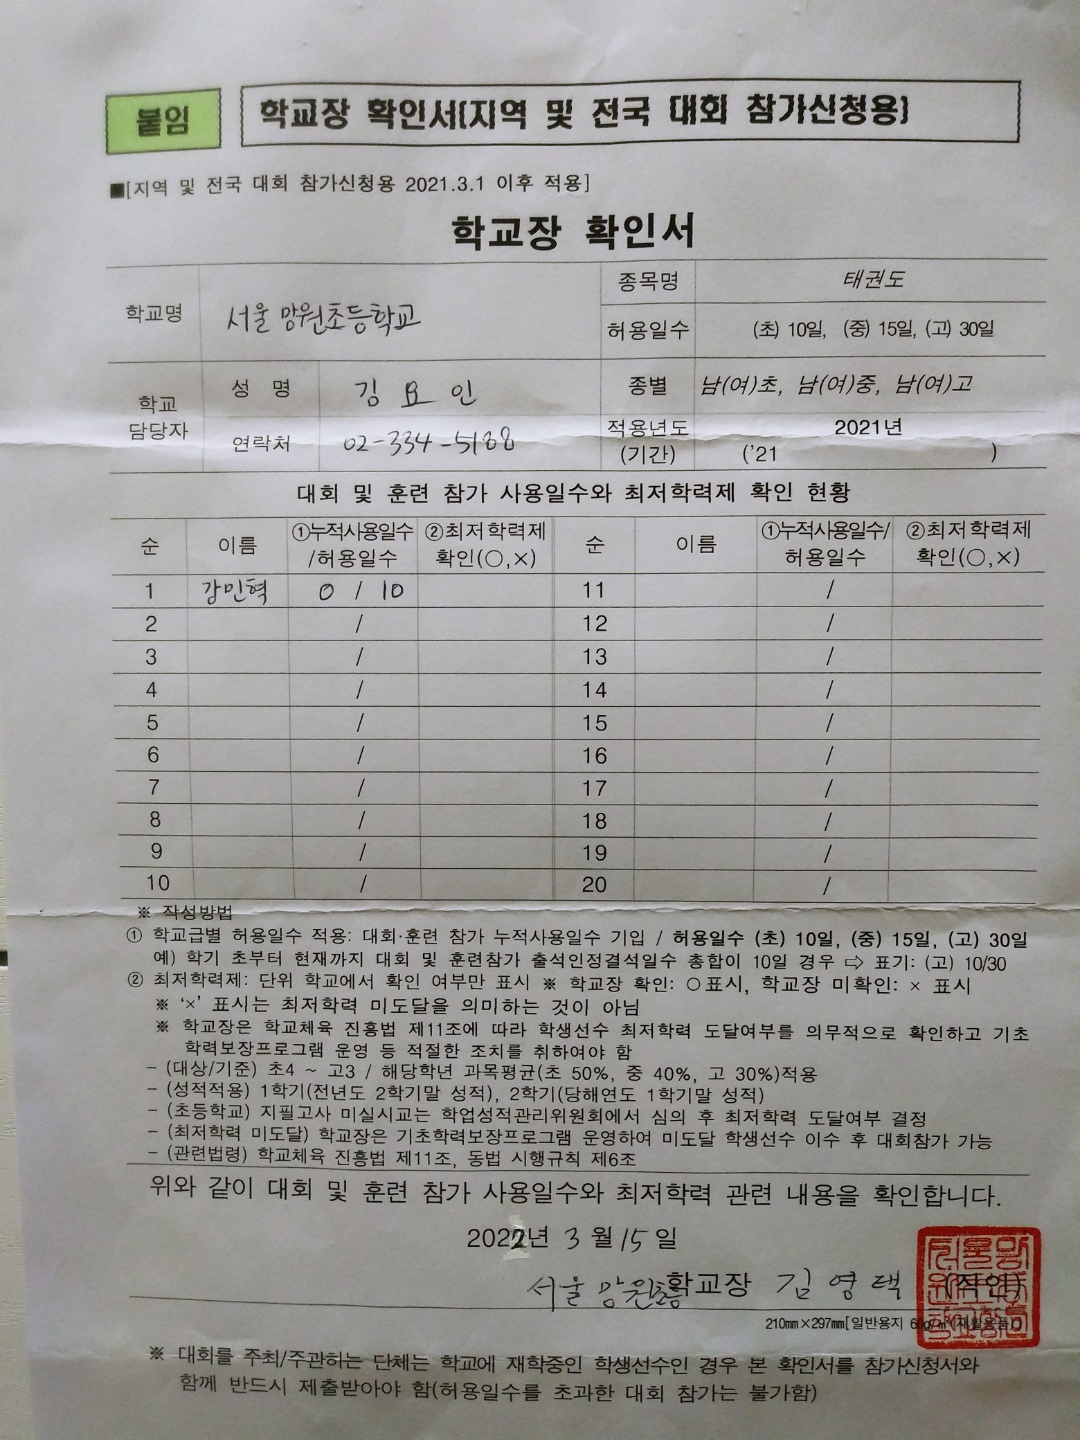 붙임
학교장 확인서[지역 및 전국 대회 참가신청용]
■[지역 및 전국 대회 참가신청용 2021.3.1 이후 적용]
학교장 확인서
학교명 서울 망원초등학교 종목명 태권도
허용일수 (초) 10일, (중) 15일, (고) 30일
학교 담당자 성 명 김 요 인 종별 남(여)초, 남(여)중, 남(여)고
연락처 02-334-5188 적용년도 (기간) 2021년 ('21 )
대회 및 훈련 참가 사용일수와 최저학력제 확인 현황
순 이름 ①누적사용일수/허용일수 ②최저학력제 확인(○,×) 순 이름 ①누적사용일수/허용일수 ②최저학력제 확인(○,×)
1 강민혁 0 / 10 11 /
2 / 12 /
3 / 13 /
4 / 14 /
5 / 15 /
6 / 16 /
7 / 17 /
8 / 18 /
9 / 19 /
10 / 20 /
※ 작성방법
① 학교급별 허용일수 적용: 대회·훈련 참가 누적사용일수 기입 / 허용일수 (초) 10일, (중) 15일, (고) 30일
예) 학기 초부터 현재까지 대회 및 훈련참가 출석인정결석일수 총합이 10일 경우 ⇨ 표기: (고) 10/30
② 최저학력제: 단위 학교에서 확인 여부만 표시 ※ 학교장 확인: ○표시, 학교장 미확인: × 표시
※ '×' 표시는 최저학력 미도달을 의미하는 것이 아님
※ 학교장은 학교체육 진흥법 제11조에 따라 학생선수 최저학력 도달여부를 의무적으로 확인하고 기초
학력보장프로그램 운영 등 적절한 조치를 취하여야 함
- (대상/기준) 초4 ~ 고3 / 해당학년 과목평균(초 50%, 중 40%, 고 30%)적용
- (성적적용) 1학기(전년도 2학기말 성적), 2학기(당해연도 1학기말 성적)
- (초등학교) 지필고사 미실시교는 학업성적관리위원회에서 심의 후 최저학력 도달여부 결정
- (최저학력 미도달) 학교장은 기초학력보장프로그램 운영하여 미도달 학생선수 이수 후 대회참가 가능
- (관련법령) 학교체육 진흥법 제11조, 동법 시행규칙 제6조
위와 같이 대회 및 훈련 참가 사용일수와 최저학력 관련 내용을 확인합니다.
2022년 3 월 15 일
서울 망원초등학교장 김 영 택 (직인)
210㎜×297㎜[일반용지 60g/㎡(재활용품)]
※ 대회를 주최/주관하는 단체는 학교에 재학중인 학생선수인 경우 본 확인서를 참가신청서와
함께 반드시 제출받아야 함(허용일수를 초과한 대회 참가는 불가함)